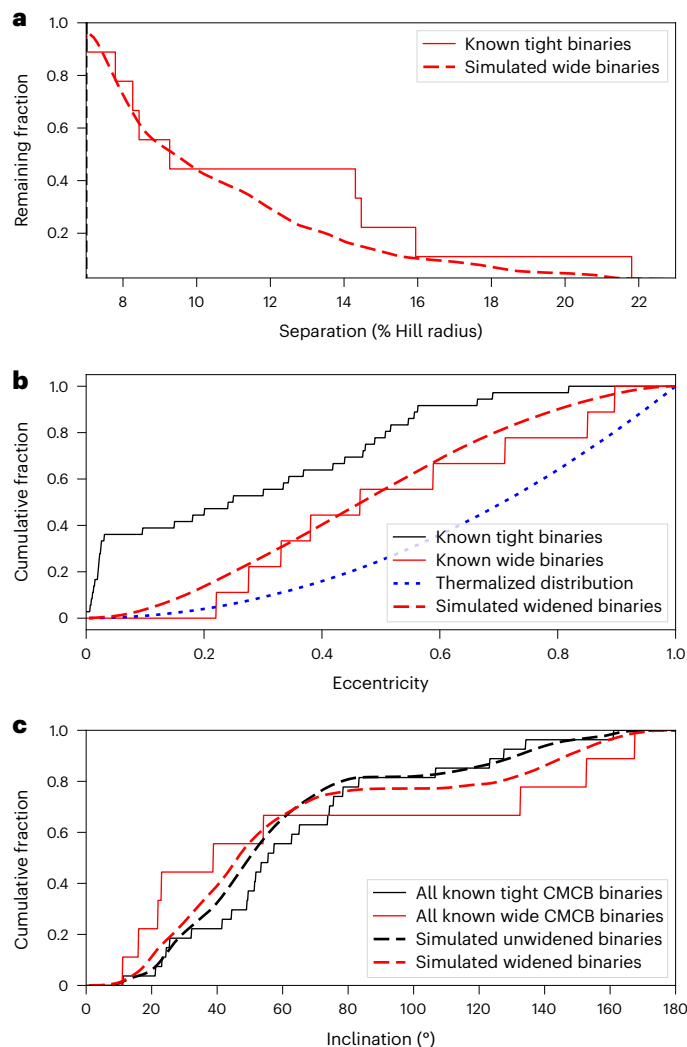 a
1.0
0.8
0.6
0.4
0.2
Remaining fraction
Known tight binaries
Simulated wide binaries
8
10
12
14
16
18
20
22
Separation (% Hill radius)
b
1.0
0.8
0.6
0.4
0.2
0
Cumulative fraction
Known tight binaries
Known wide binaries
Thermalized distribution
Simulated widened binaries
0
0.2
0.4
0.6
0.8
1.0
Eccentricity
c
1.0
0.8
0.6
0.4
0.2
0
Cumulative fraction
All known tight CMCB binaries
All known wide CMCB binaries
Simulated unwidened binaries
Simulated widened binaries
0
20
40
60
80
100
120
140
160
180
Inclination (°)